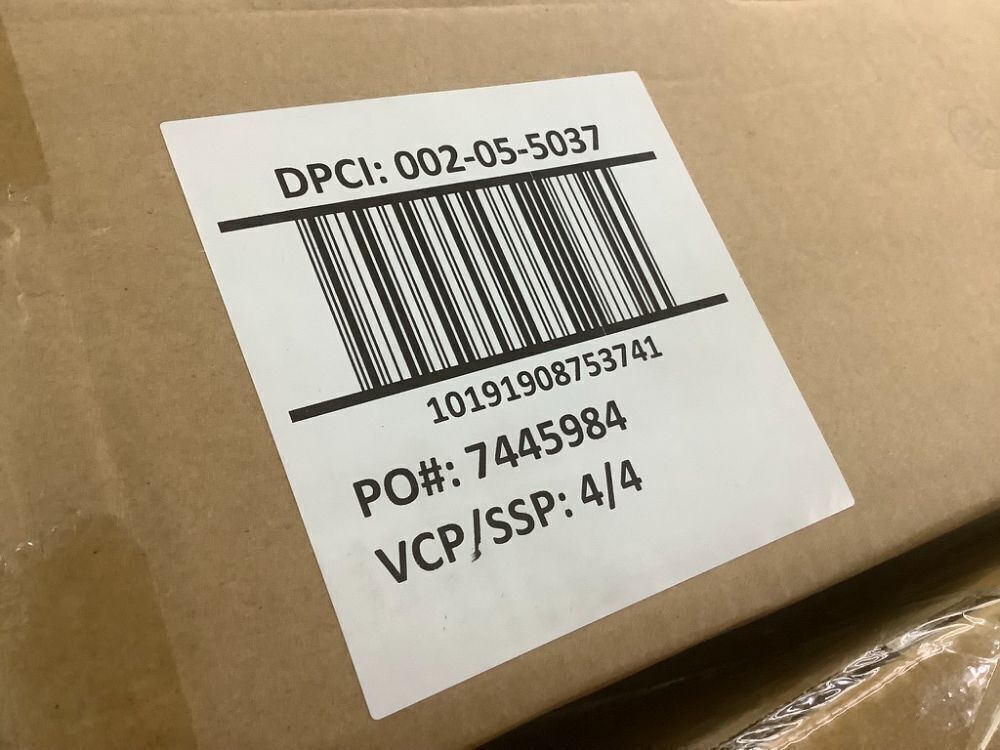 DPCI: 002-05-5037
10191908753741
PO#: 7445984
VCP/SSP: 4/4